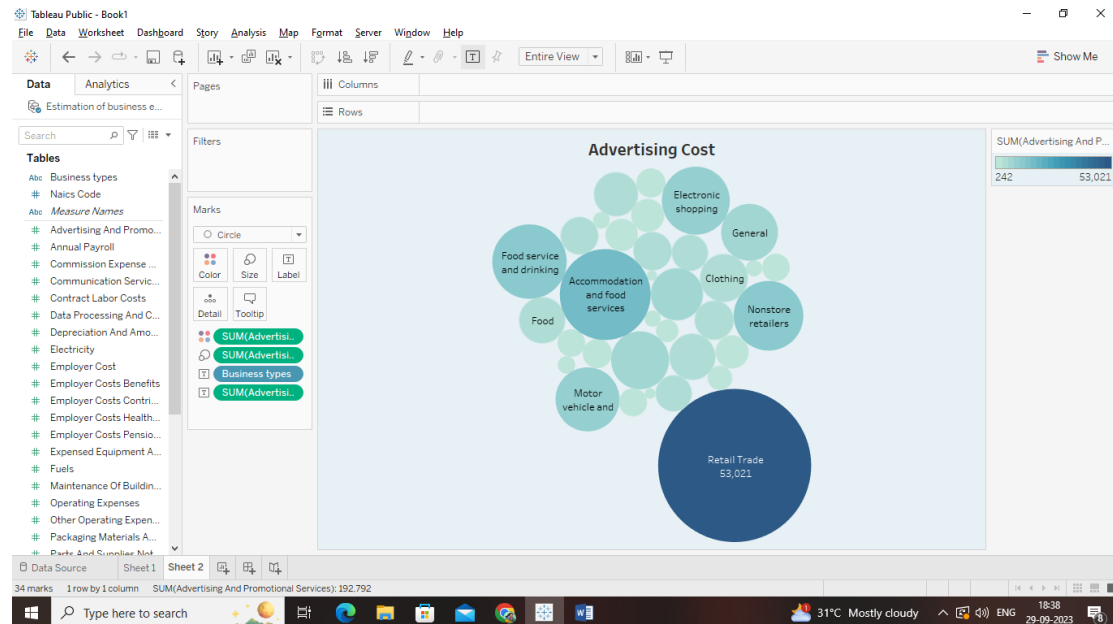 Tableau Public - Book1
File Data Worksheet Dashboard Story Analysis Map Format Server Window Help
Entire View
Show Me
Data Analytics
Estimation of business e...
Search
Tables
Abc Business types
# Naics Code
Abc Measure Names
# Advertising And Promo...
# Annual Payroll
# Commission Expense ...
# Communication Servic...
# Contract Labor Costs
# Data Processing And C...
# Depreciation And Amo...
# Electricity
# Employer Cost
# Employer Costs Benefits
# Employer Costs Contri...
# Employer Costs Health...
# Employer Costs Pensio...
# Expensed Equipment A...
# Fuels
# Maintenance Of Buildin...
# Operating Expenses
# Other Operating Expen...
# Packaging Materials A...
# Parts And Supplies Not
Pages
Filters
Marks
Circle
Color Size Label
Detail Tooltip
SUM(Advertisi..
SUM(Advertisi..
Business types
SUM(Advertisi..
Columns
Rows
Advertising Cost
Electronic
shopping
General
Food service
and drinking
Accommodation
and food
services
Clothing
Nonstore
retailers
Food
Motor
vehicle and
Retail Trade
53,021
SUM(Advertising And P...
242 53,021
Data Source Sheet 1 Sheet 2
34 marks 1 row by 1 column SUM(Advertising And Promotional Services): 192,792
Type here to search
31°C Mostly cloudy
ENG
18:38
29-09-2023